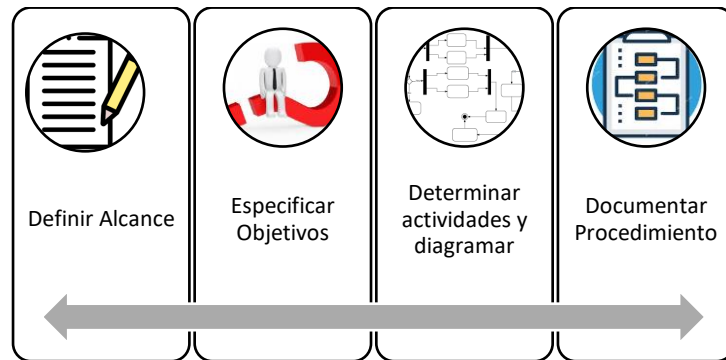 Definir Alcance
Especificar
Objetivos
Determinar
actividades y
diagramar
Documentar
Procedimiento